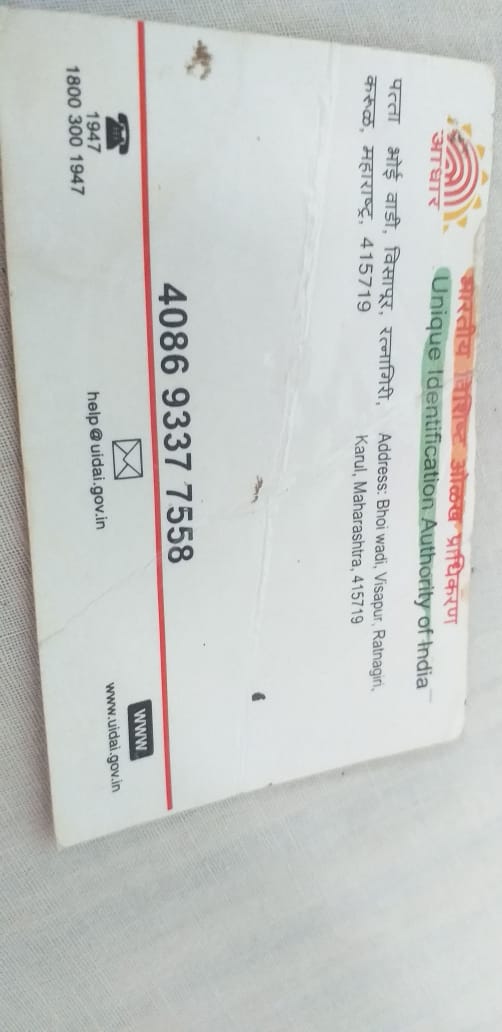 आधार
भारतीय विशिष्ट ओळख प्राधिकरण
Unique Identification Authority of India
पत्ता भोई वाडी, विसापूर, रत्नागिरी,
करूळ, महाराष्ट्र, 415719
Address: Bhoi wadi, Visapur, Ratnagiri,
Karul, Maharashtra, 415719
4086 9337 7558
1947
1800 300 1947
help@uidai.gov.in
WWW
www.uidai.gov.in